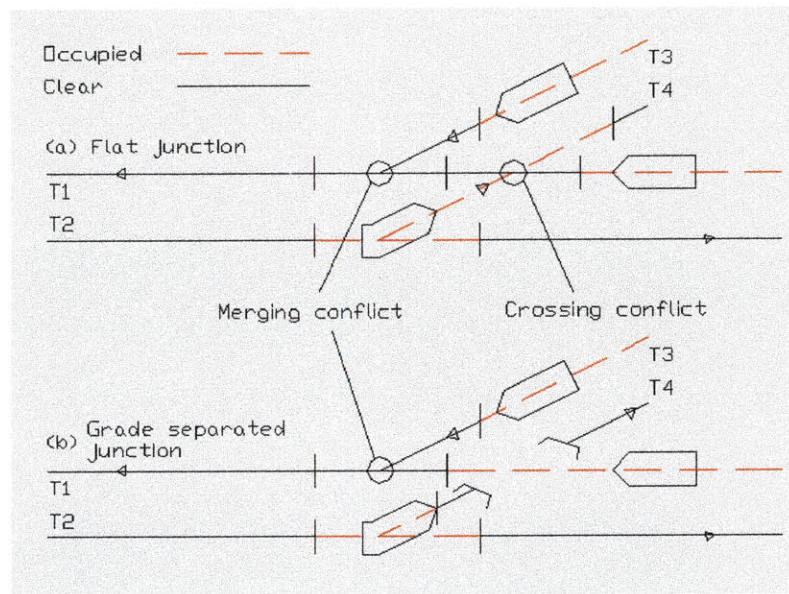 Occupied
Clear
T3
T4
(a) Flat junction
T1
T2
Merging conflict
Crossing conflict
T3
T4
(b) Grade separated
junction
T1
T2